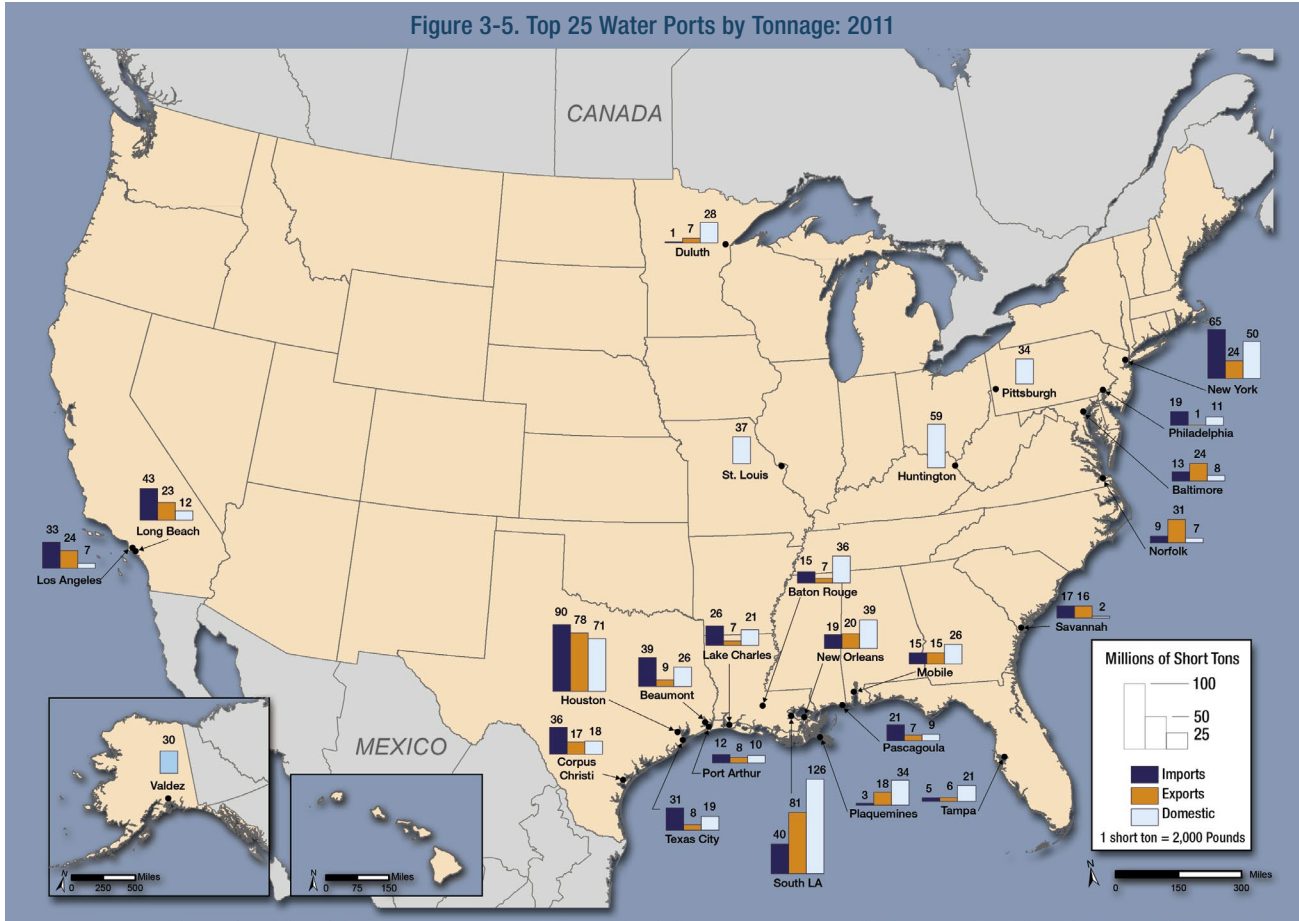 Figure 3-5. Top 25 Water Ports by Tonnage: 2011
CANADA
1 7 28
Duluth
65 24 50
New York
34
Pittsburgh
19 1 11
Philadelphia
37
St. Louis
59
Huntington
13 24 8
Baltimore
43 23 12
Long Beach
33 24 7
Los Angeles
9 31 7
Norfolk
15 7 36
Baton Rouge
17 16 2
Savannah
90 78 71
Houston
39 9 26
Beaumont
26 7 21
Lake Charles
19 20 39
New Orleans
15 15 26
Mobile
36 17 18
Corpus
Christi
12 8 10
Port Arthur
21 7 9
Pascagoula
MEXICO
30
Valdez
31 8 19
Texas City
40 81 126
South LA
3 18 34
Plaquemines
5 6 21
Tampa
Millions of Short Tons
100
50
25
Imports
Exports
Domestic
1 short ton = 2,000 Pounds
N
Miles
0 250 500
N
Miles
0 75 150
N
Miles
0 150 300